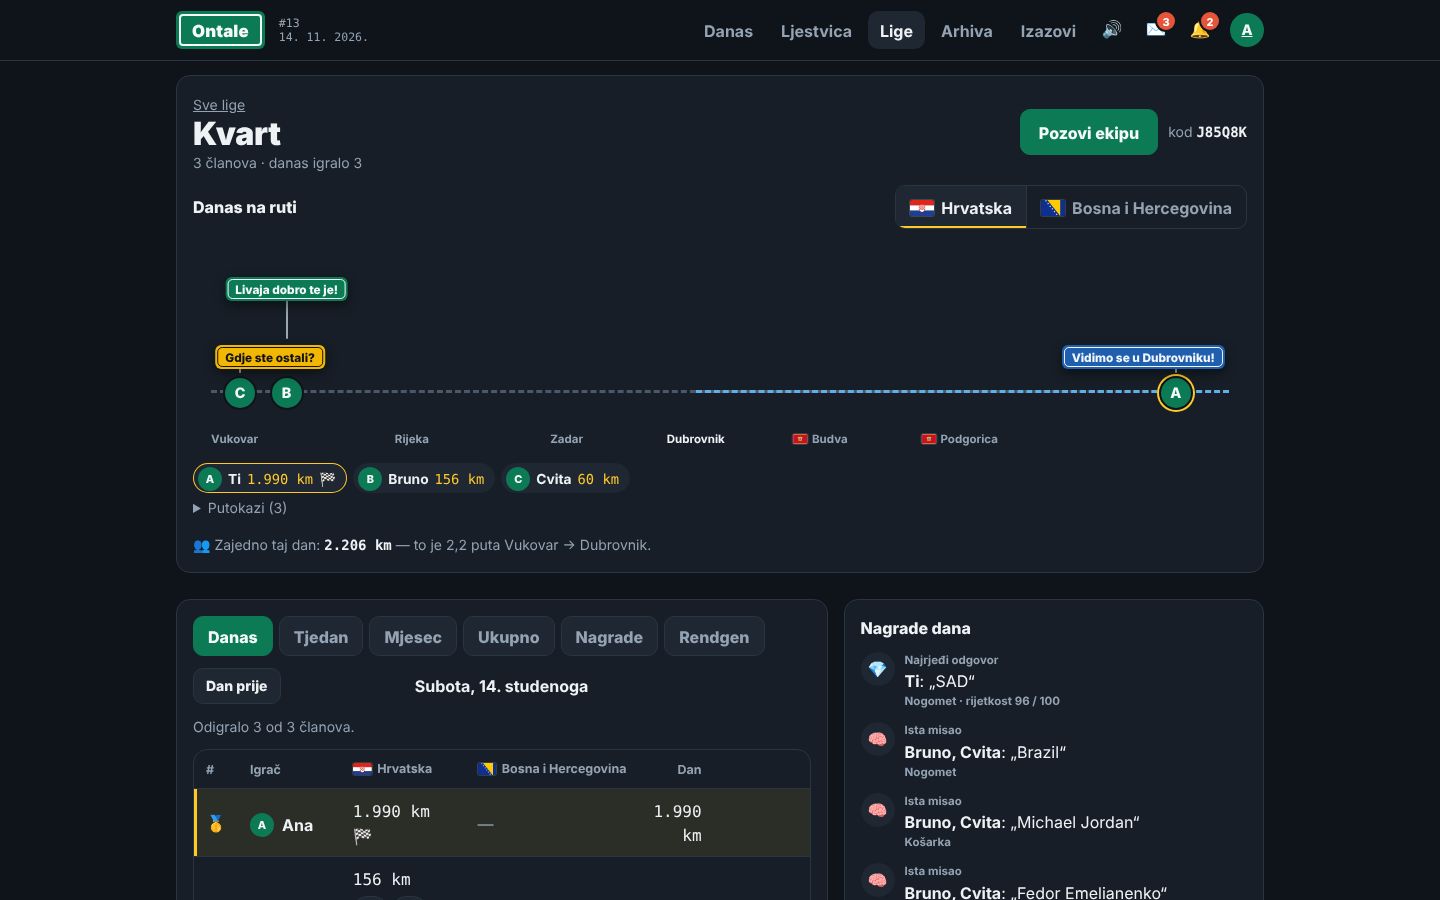 Ontale
#13
14. 11. 2026.
Danas
Ljestvica
Lige
Arhiva
Izazovi
3
2
A
Sve lige
Kvart
3 članova · danas igralo 3
Pozovi ekipu
kod J85Q8K
Danas na ruti
Hrvatska
Bosna i Hercegovina
Livaja dobro te je!
Gdje ste ostali?
Vidimo se u Dubrovniku!
C
B
A
Vukovar
Rijeka
Zadar
Dubrovnik
Budva
Podgorica
A Ti 1.990 km
B Bruno 156 km
C Cvita 60 km
Putokazi (3)
Zajedno taj dan: 2.206 km — to je 2,2 puta Vukovar → Dubrovnik.
Danas
Tjedan
Mjesec
Ukupno
Nagrade
Rendgen
Dan prije
Subota, 14. studenoga
Odigralo 3 od 3 članova.
# Igrač Hrvatska Bosna i Hercegovina Dan
A Ana 1.990 km — 1.990 km
156 km
Nagrade dana
Najrjeđi odgovor
Ti: „SAD“
Nogomet · rijetkost 96 / 100
Ista misao
Bruno, Cvita: „Brazil“
Nogomet
Ista misao
Bruno, Cvita: „Michael Jordan“
Košarka
Ista misao
Bruno, Cvita: „Fedor Emelianenko“